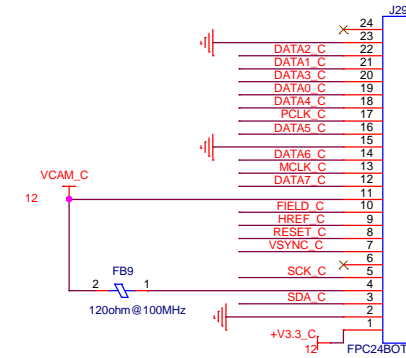 J29
24
23
DATA2_C 22
DATA1_C 21
DATA3_C 20
DATA0_C 19
DATA4_C 18
PCLK_C 17
DATA5_C 16
15
DATA6_C 14
MCLK_C 13
VCAM_C
DATA7_C 12
12
11
FIELD_C 10
HREF_C 9
RESET_C 8
VSYNC_C 7
6
FB9
SCK_C 5
2 1 4
SDA_C 3
120ohm@100MHz
2
+V3.3_C 1
12 FPC24BOT